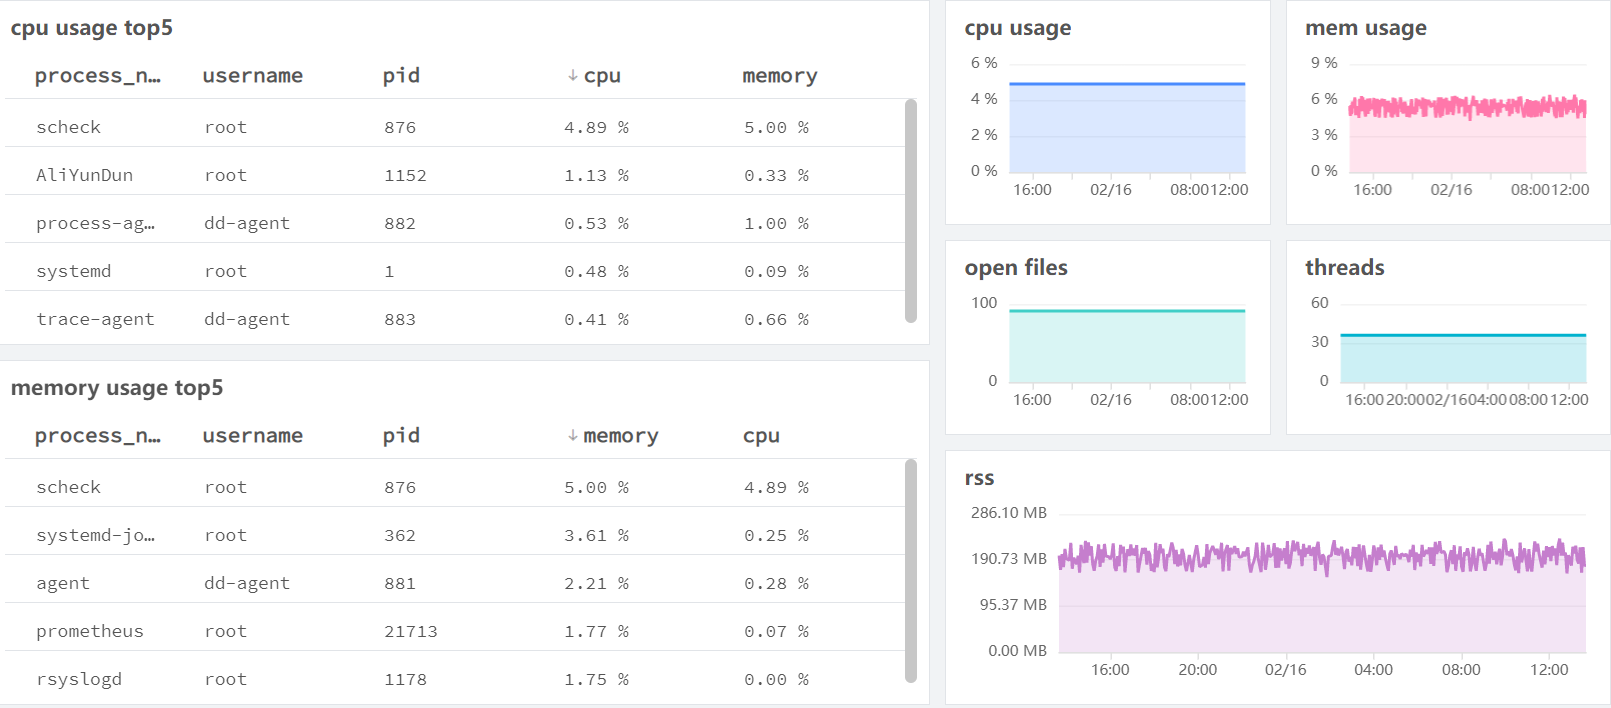 cpu usage top5
process_n... username pid ↓ cpu memory
scheck root 876 4.89 % 5.00 %
AliYunDun root 1152 1.13 % 0.33 %
process-ag... dd-agent 882 0.53 % 1.00 %
systemd root 1 0.48 % 0.09 %
trace-agent dd-agent 883 0.41 % 0.66 %
memory usage top5
process_n... username pid ↓ memory cpu
scheck root 876 5.00 % 4.89 %
systemd-jo... root 362 3.61 % 0.25 %
agent dd-agent 881 2.21 % 0.28 %
prometheus root 21713 1.77 % 0.07 %
rsyslogd root 1178 1.75 % 0.00 %
cpu usage
6 %
4 %
2 %
0 %
16:00 02/16 08:00 12:00
mem usage
9 %
6 %
3 %
0 %
16:00 02/16 08:00 12:00
open files
100
0
16:00 02/16 08:00 12:00
threads
60
30
0
16:00 20:00 02/16 04:00 08:00 12:00
rss
286.10 MB
190.73 MB
95.37 MB
0.00 MB
16:00 20:00 02/16 04:00 08:00 12:00